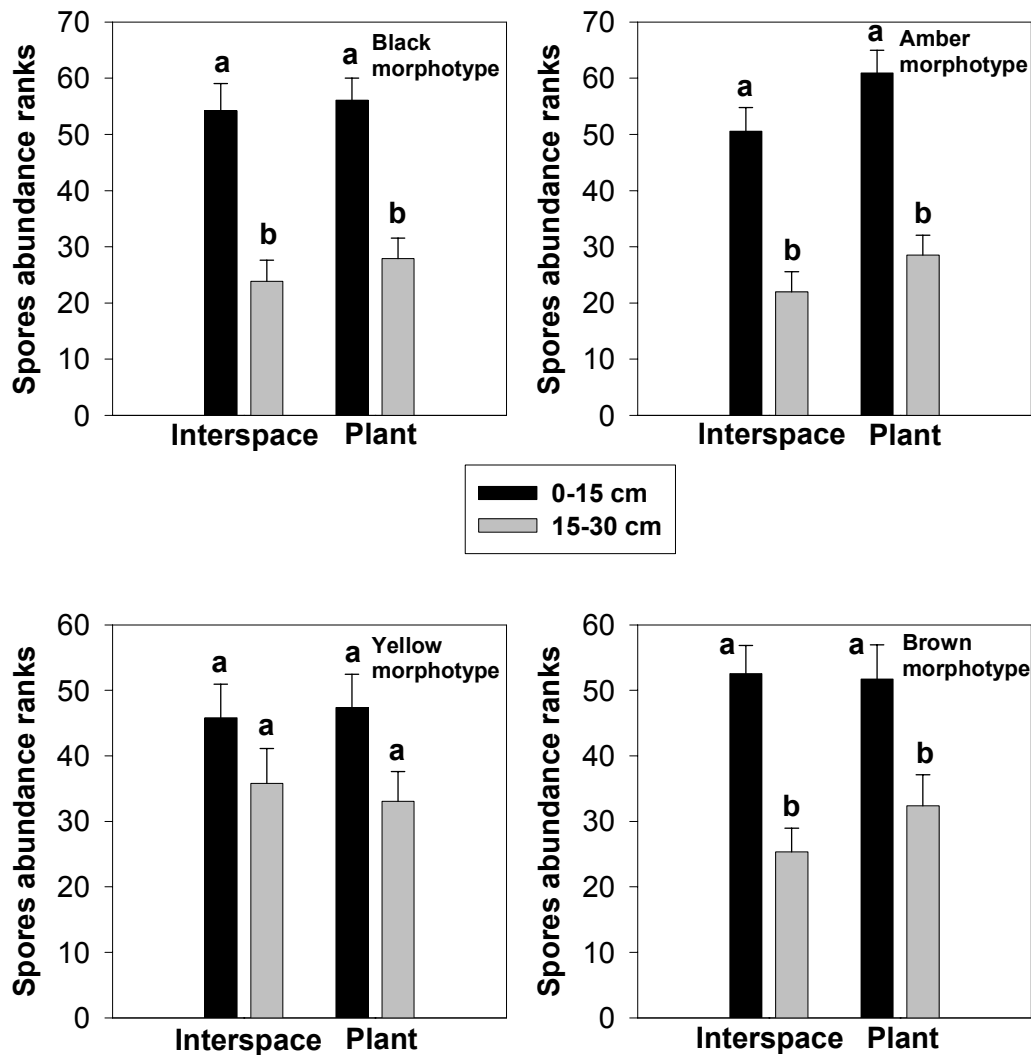 Spores abundance ranks
70
60
50
40
30
20
10
0
Black
morphotype
a
b
a
b
Interspace Plant
Spores abundance ranks
70
60
50
40
30
20
10
0
Amber
morphotype
a
b
a
b
Interspace Plant
0-15 cm
15-30 cm
Spores abundance ranks
60
50
40
30
20
10
0
Yellow
morphotype
a
a
a
a
Interspace Plant
Spores abundance ranks
60
50
40
30
20
10
0
Brown
morphotype
a
b
a
b
Interspace Plant